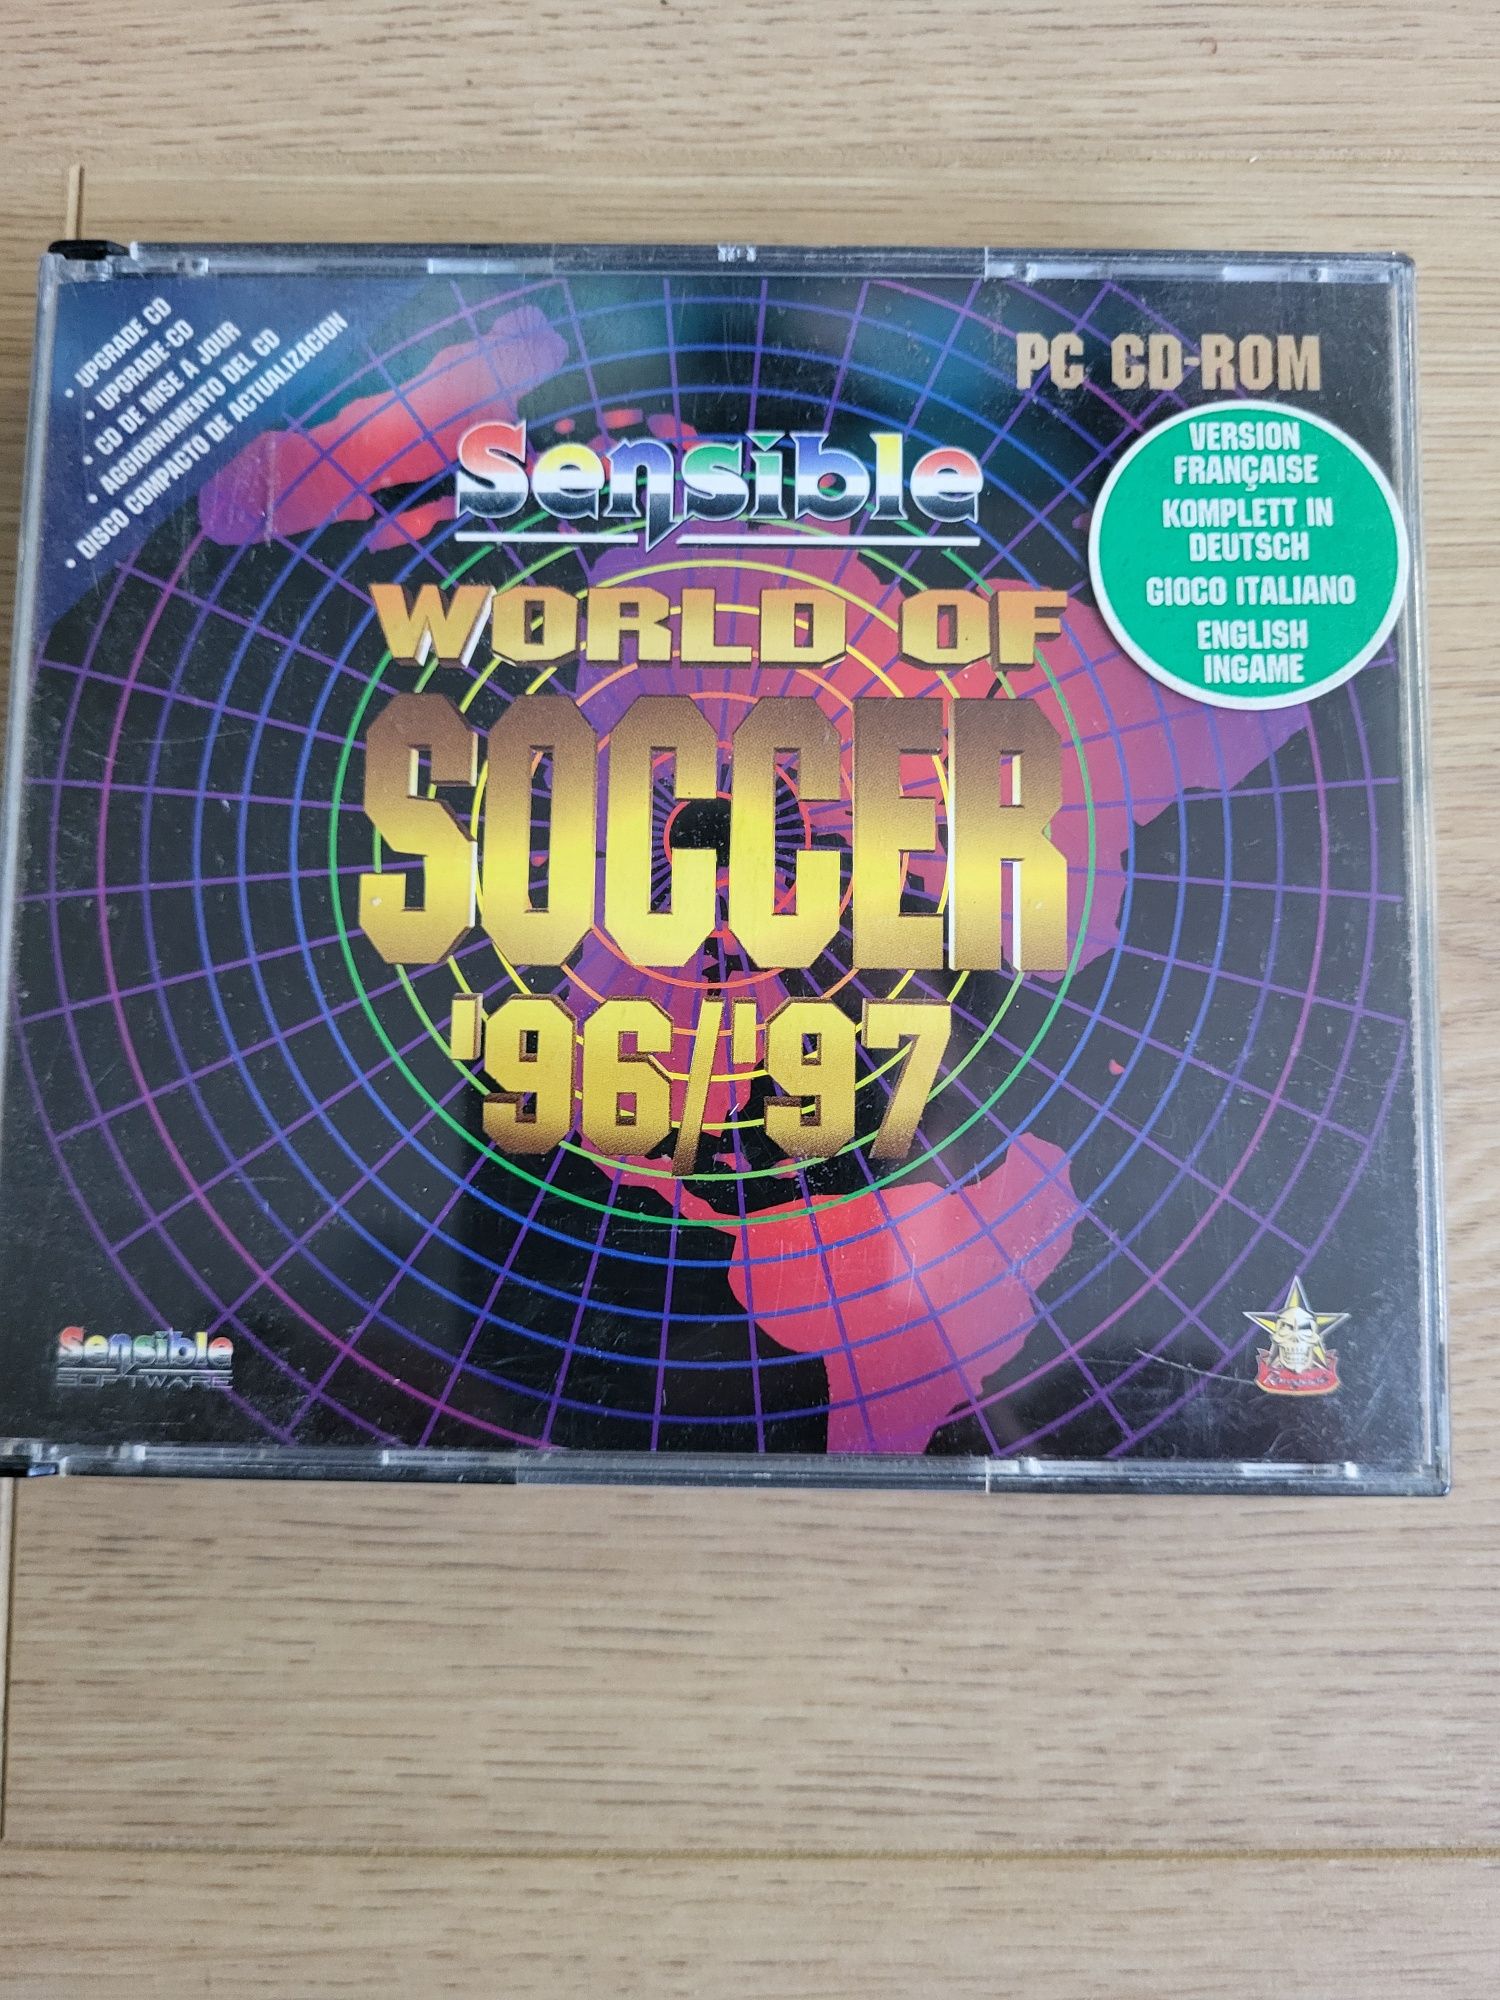 • UPGRADE CD
• UPGRADE-CD
• CD DE MISE A JOUR
• AGGIORNAMENTO DEL CD
• DISCO COMPACTO DE ACTUALIZACION
PC CD-ROM
VERSION
FRANÇAISE
KOMPLETT IN
DEUTSCH
GIOCO ITALIANO
ENGLISH
INGAME
Sensible
WORLD OF
SOCCER
'96/'97
Sensible
SOFTWARE
Renegade